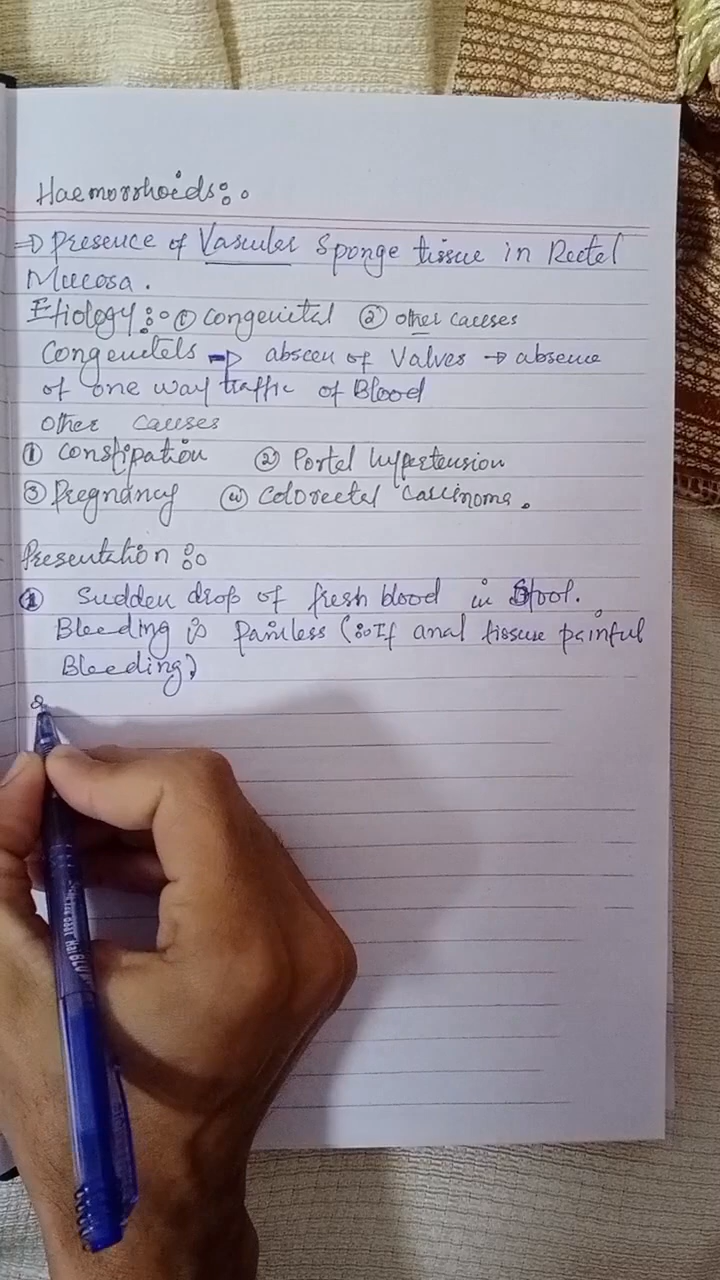 Haemorrhoids:
⇒ Presence of Vascular Sponge tissue in Rectal
Mucosa.
Etiology: ① Congenital ② other causes
Congenitals → abscen of Valves → absence
of one way traffic of Blood
other causes
① Constipation ② Portal hypertension
③ Pregnancy ④ Colorectal Carcinoma.
Presentation:
① Sudden drop of fresh blood in Stool.
Bleeding is Painless (If anal tissue painful
Bleeding)